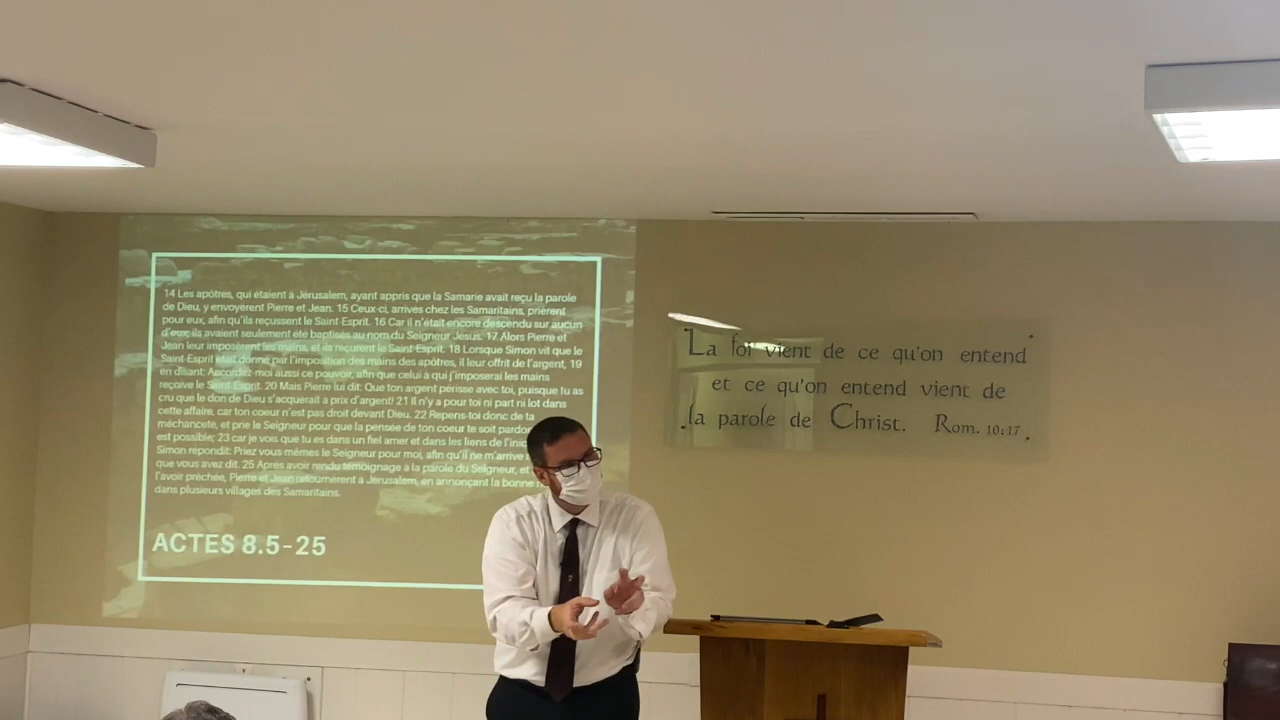 14 Les apôtres, qui étaient à Jérusalem, ayant appris que la Samarie avait reçu la parole
de Dieu, y envoyèrent Pierre et Jean. 15 Ceux-ci, arrivés chez les Samaritains, prièrent
pour eux, afin qu'ils reçussent le Saint Esprit. 16 Car il n'était encore descendu sur aucun
d'eux; ils avaient seulement été baptisés au nom du Seigneur Jésus. 17 Alors Pierre et
Jean leur imposèrent les mains, et ils reçurent le Saint-Esprit. 18 Lorsque Simon vit que le
Saint-Esprit était donné par l'imposition des mains des apôtres, il leur offrit de l'argent, 19
en disant: Accordez-moi aussi ce pouvoir, afin que celui à qui j'imposerai les mains
reçoive le Saint-Esprit. 20 Mais Pierre lui dit: Que ton argent périsse avec toi, puisque tu as
cru que le don de Dieu s'acquerait à prix d'argent! 21 Il n'y a pour toi ni part ni lot dans
cette affaire, car ton coeur n'est pas droit devant Dieu. 22 Repens-toi donc de ta
méchanceté, et prie le Seigneur pour que la pensée de ton coeur te soit
est possible; 23 car je vois que tu es dans un fiel amer et dans les liens de
Simon répondit: Priez vous-mêmes le Seigneur pour moi, afin qu'il ne m'arrive
que vous avez dit. 25 Après avoir rendu témoignage à la parole du Seigneur, et
l'avoir prêchée, Pierre et Jean retournèrent à Jérusalem, en annonçant la bonne
dans plusieurs villages des Samaritains.
ACTES 8.5-25
La foi vient de ce qu'on entend
et ce qu'on entend vient de
la parole de Christ. Rom. 10:17